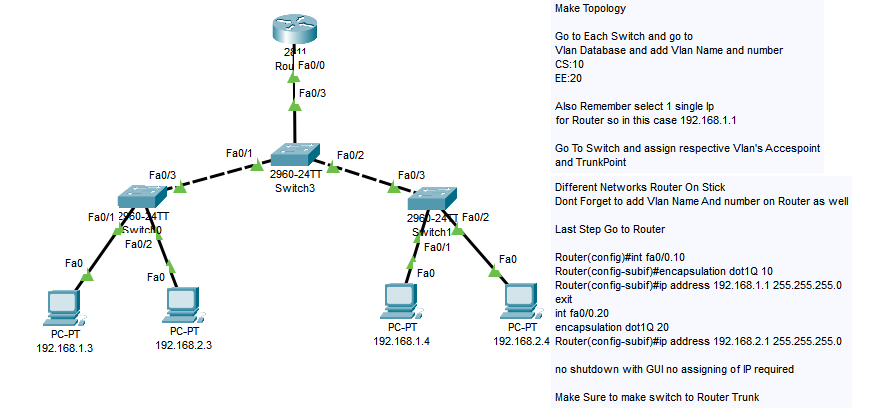 Make Topology
Go to Each Switch and go to
Vlan Database and add Vlan Name and number
CS:10
EE:20
Also Remember select 1 single Ip
for Router so in this case 192.168.1.1
Go To Switch and assign respective Vlan's Accespoint
and TrunkPoint
Different Networks Router On Stick
Dont Forget to add Vlan Name And number on Router as well
Last Step Go to Router
Router(config)#int fa0/0.10
Router(config-subif)#encapsulation dot1Q 10
Router(config-subif)#ip address 192.168.1.1 255.255.255.0
exit
int fa0/0.20
encapsulation dot1Q 20
Router(config-subif)#ip address 192.168.2.1 255.255.255.0
no shutdown with GUI no assigning of IP required
Make Sure to make switch to Router Trunk
2811
Rou Fa0/0
Fa0/3
Fa0/1
Fa0/2
2960-24TT
Switch3
Fa0/3
Fa0/3
2960-24TT
Switch0
Fa0/1
Fa0/2
2960-24TT
Switch1
Fa0/2
Fa0/1
Fa0
Fa0
Fa0
Fa0
PC-PT
192.168.1.3
PC-PT
192.168.2.3
PC-PT
192.168.1.4
PC-PT
192.168.2.4